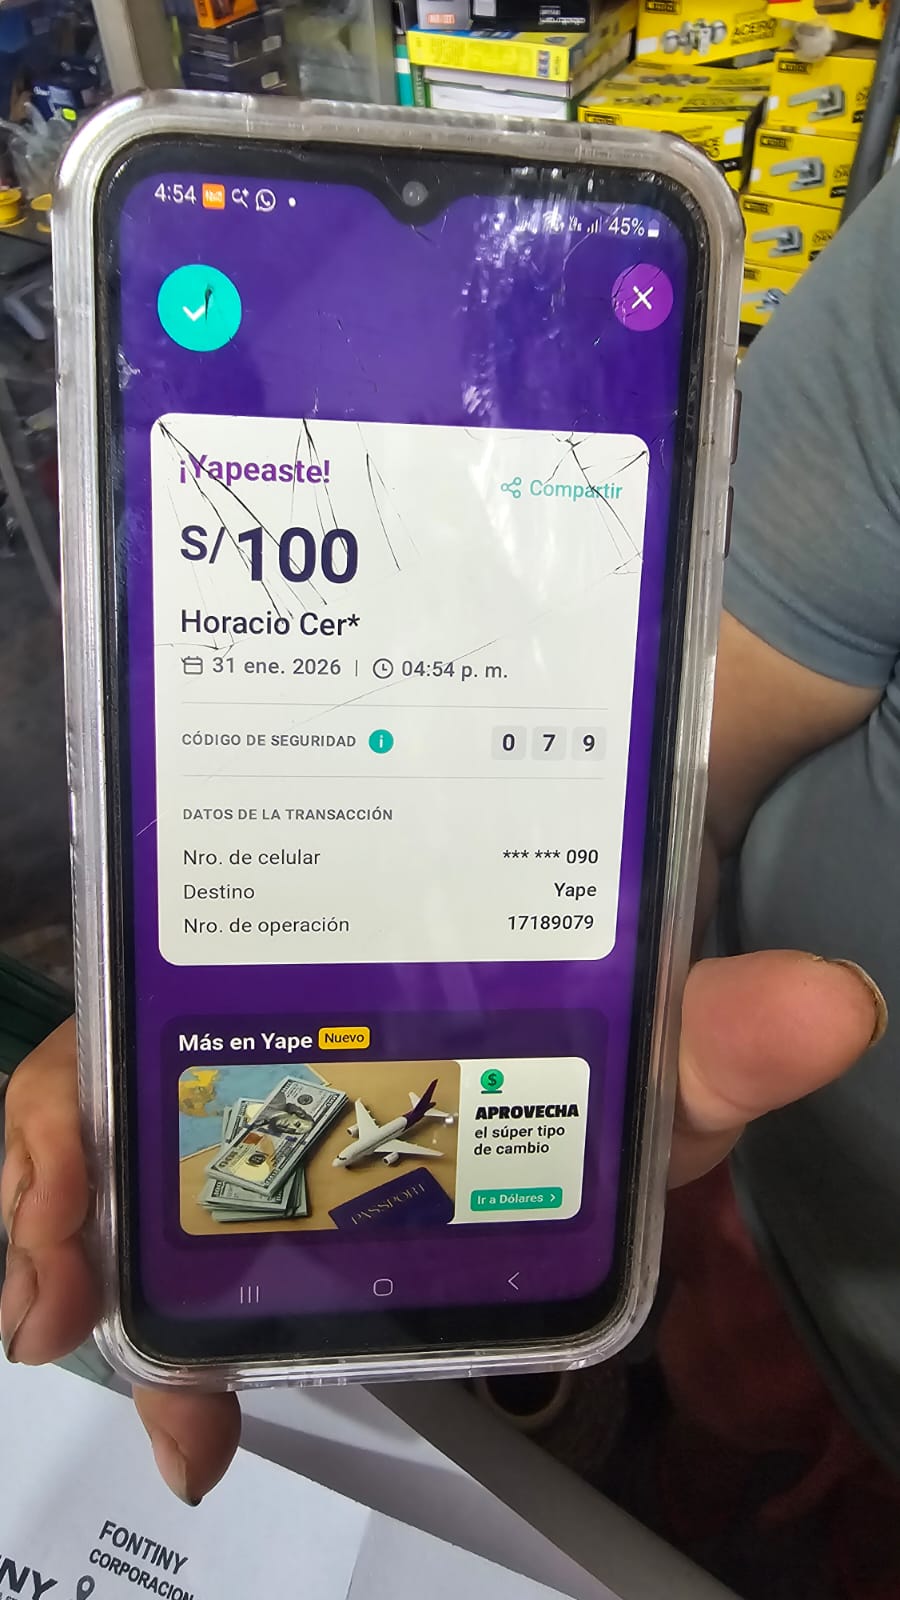 4:54
45%
¡Yapeaste!
Compartir
S/100
Horacio Cer*
31 ene. 2026 | 04:54 p. m.
CÓDIGO DE SEGURIDAD i 0 7 9
DATOS DE LA TRANSACCIÓN
Nro. de celular *** *** 090
Destino Yape
Nro. de operación 17189079
Más en Yape Nuevo
$
APROVECHA
el súper tipo
de cambio
Ir a Dólares >
PASSPORT
FONTINY
CORPORACION
NY
ACERO